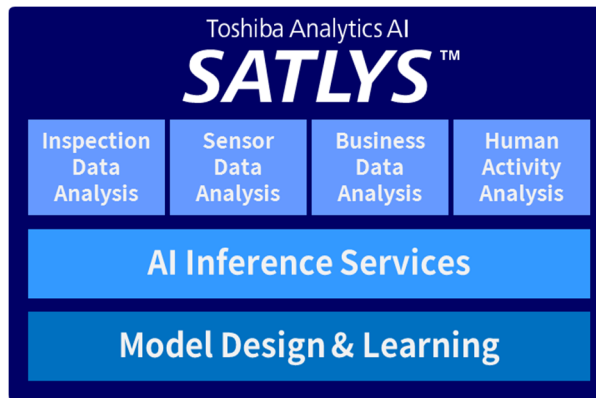 Toshiba Analytics AI
SATLYS™
Inspection
Data
Analysis
Sensor
Data
Analysis
Business
Data
Analysis
Human
Activity
Analysis
AI Inference Services
Model Design & Learning